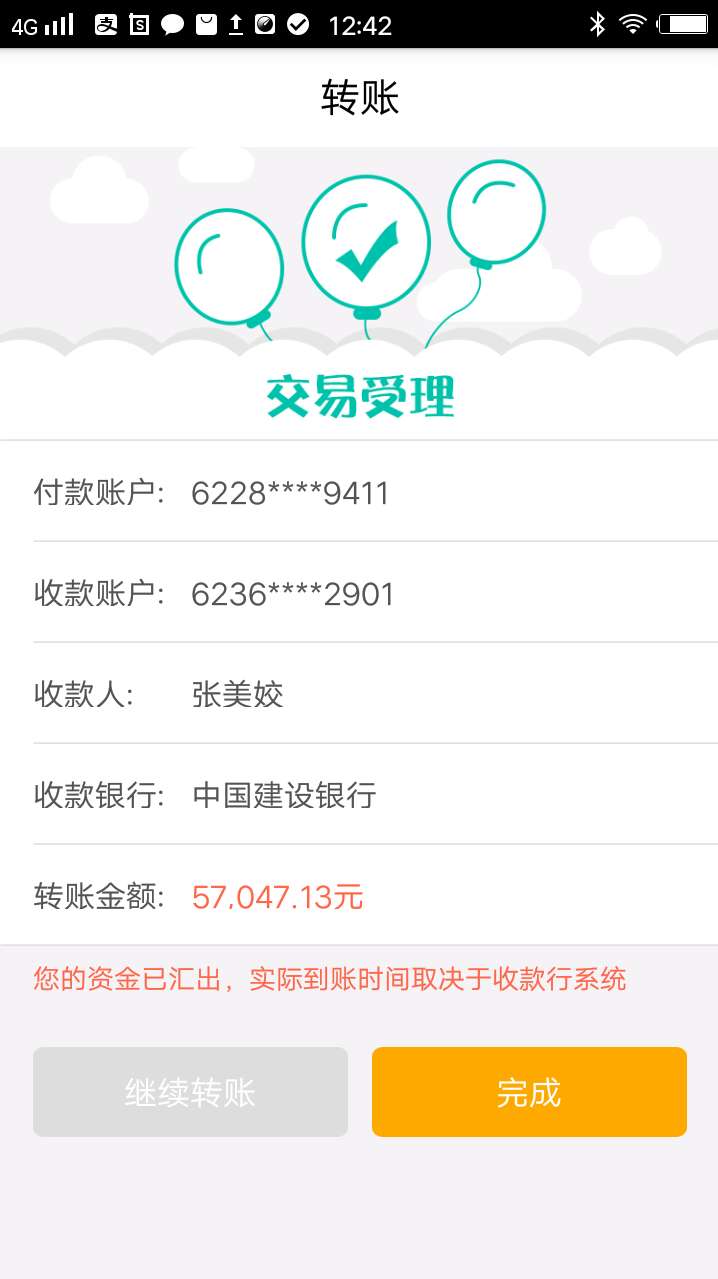 4G 12:42
转账
交易受理
付款账户: 6228****9411
收款账户: 6236****2901
收款人: 张美姣
收款银行: 中国建设银行
转账金额: 57,047.13元
您的资金已汇出，实际到账时间取决于收款行系统
继续转账 完成